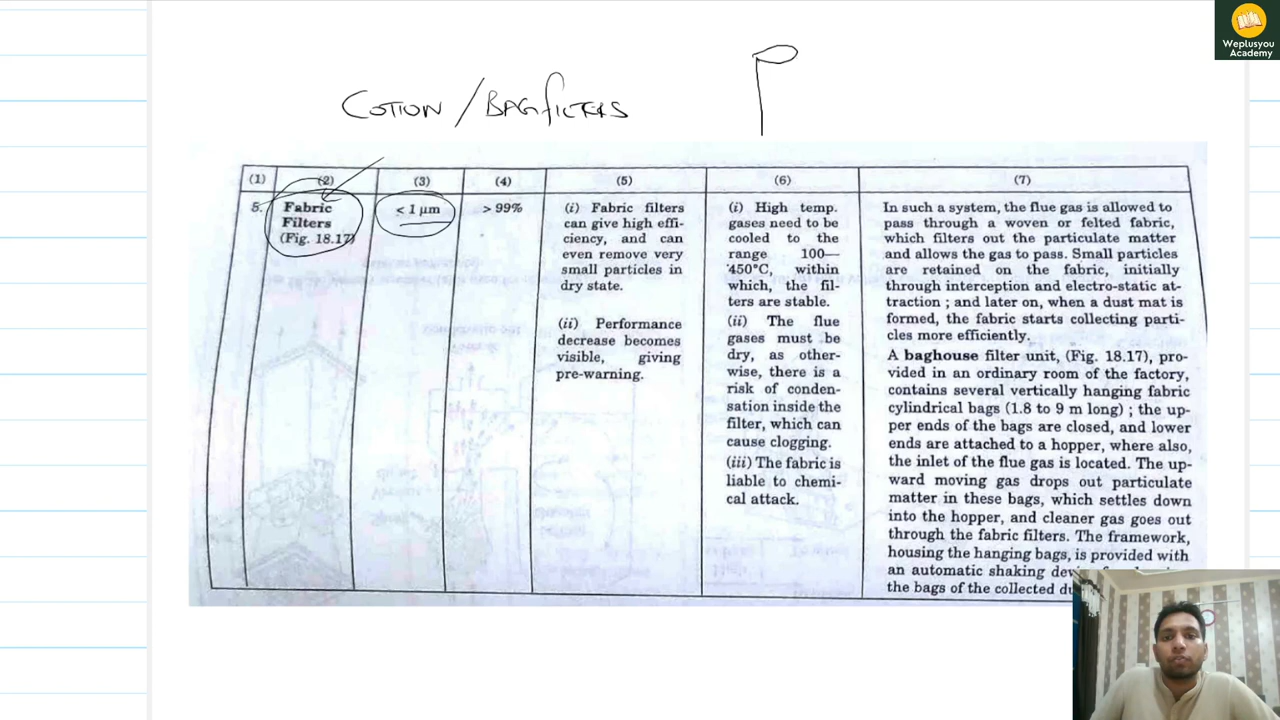 Weplusyou
Academy
COTTON / BAG FILTERS
(1)
(2)
(3)
(4)
(5)
(6)
(7)
5.
Fabric
Filters
(Fig. 18.17)
< 1 μm
> 99%
(i) Fabric filters
can give high effi-
ciency, and can
even remove very
small particles in
dry state.
(ii) Performance
decrease becomes
visible, giving
pre-warning.
(i) High temp.
gases need to be
cooled to the
range 100—
450°C, within
which, the fil-
ters are stable.
(ii) The flue
gases must be
dry, as other-
wise, there is a
risk of conden-
sation inside the
filter, which can
cause clogging.
(iii) The fabric is
liable to chemi-
cal attack.
In such a system, the flue gas is allowed to
pass through a woven or felted fabric,
which filters out the particulate matter
and allows the gas to pass. Small particles
are retained on the fabric, initially
through interception and electro-static at-
traction ; and later on, when a dust mat is
formed, the fabric starts collecting parti-
cles more efficiently.
A baghouse filter unit, (Fig. 18.17), pro-
vided in an ordinary room of the factory,
contains several vertically hanging fabric
cylindrical bags (1.8 to 9 m long) ; the up-
per ends of the bags are closed, and lower
ends are attached to a hopper, where also,
the inlet of the flue gas is located. The up-
ward moving gas drops out particulate
matter in these bags, which settles down
into the hopper, and cleaner gas goes out
through the fabric filters. The framework,
housing the hanging bags, is provided with
an automatic shaking
the bags of the collected